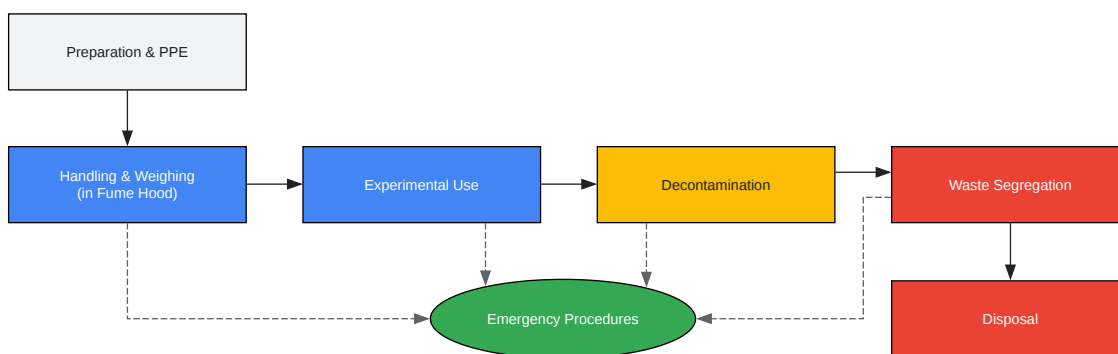 Preparation & PPE
Handling & Weighing
(in Fume Hood)
Experimental Use
Decontamination
Waste Segregation
Emergency Procedures
Disposal